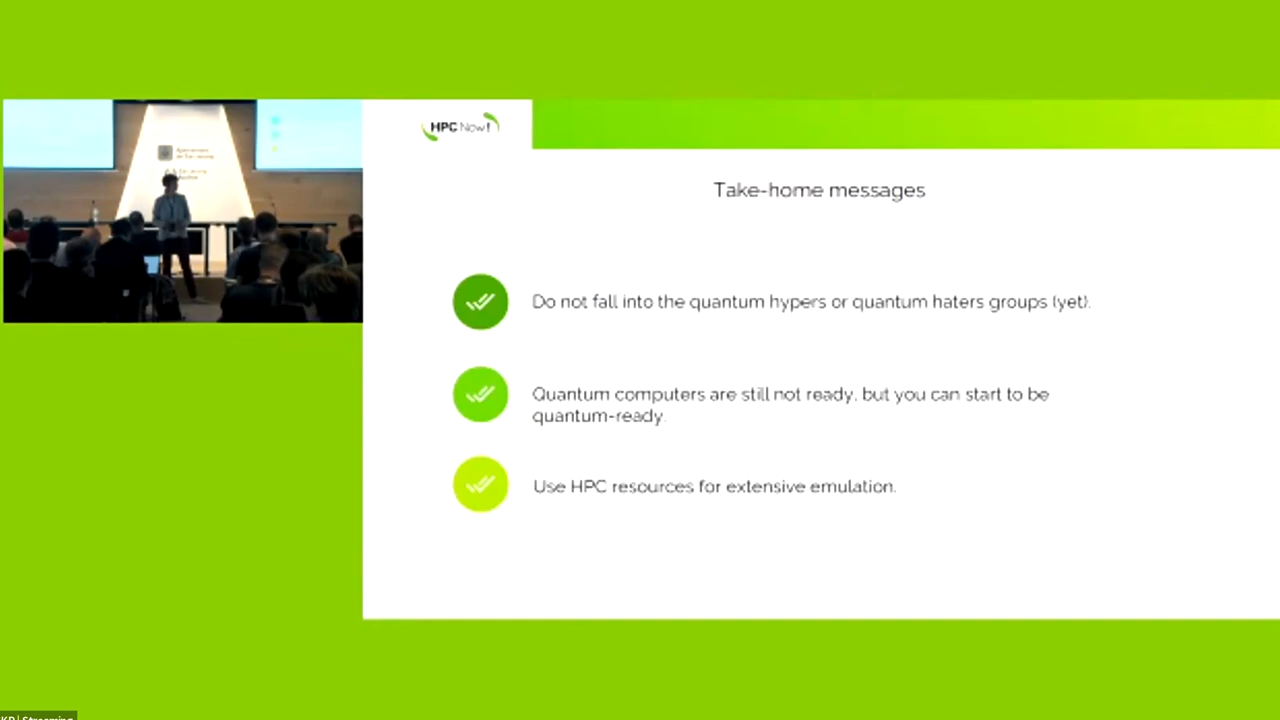 HPC Now!
Take-home messages
Do not fall into the quantum hypers or quantum haters groups (yet).
Quantum computers are still not ready, but you can start to be
quantum-ready.
Use HPC resources for extensive emulation.